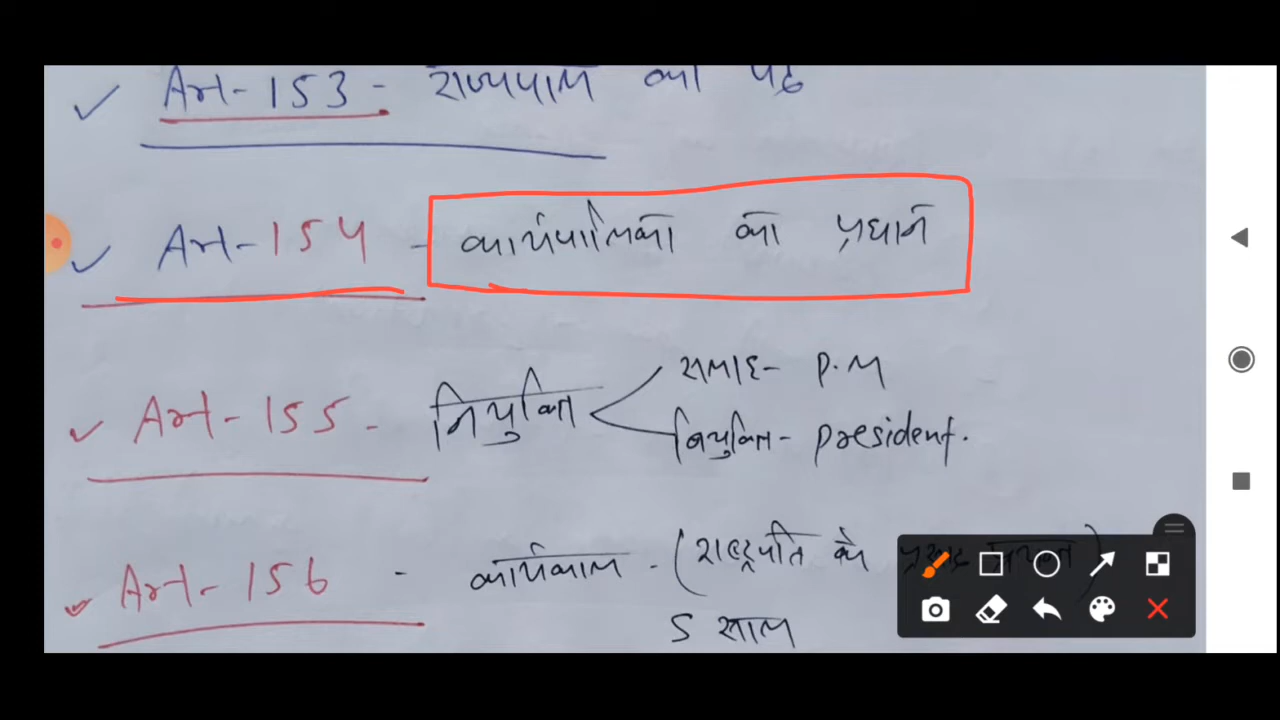 Art-153 - राज्यपाल का पद
Art-154 - कार्यपालिका का प्रधान
Art-155 - नियुक्ति
सलाह - P.M
नियुक्ति - president.
Art-156 - कार्यकाल - (राष्ट्रपति के
5 साल